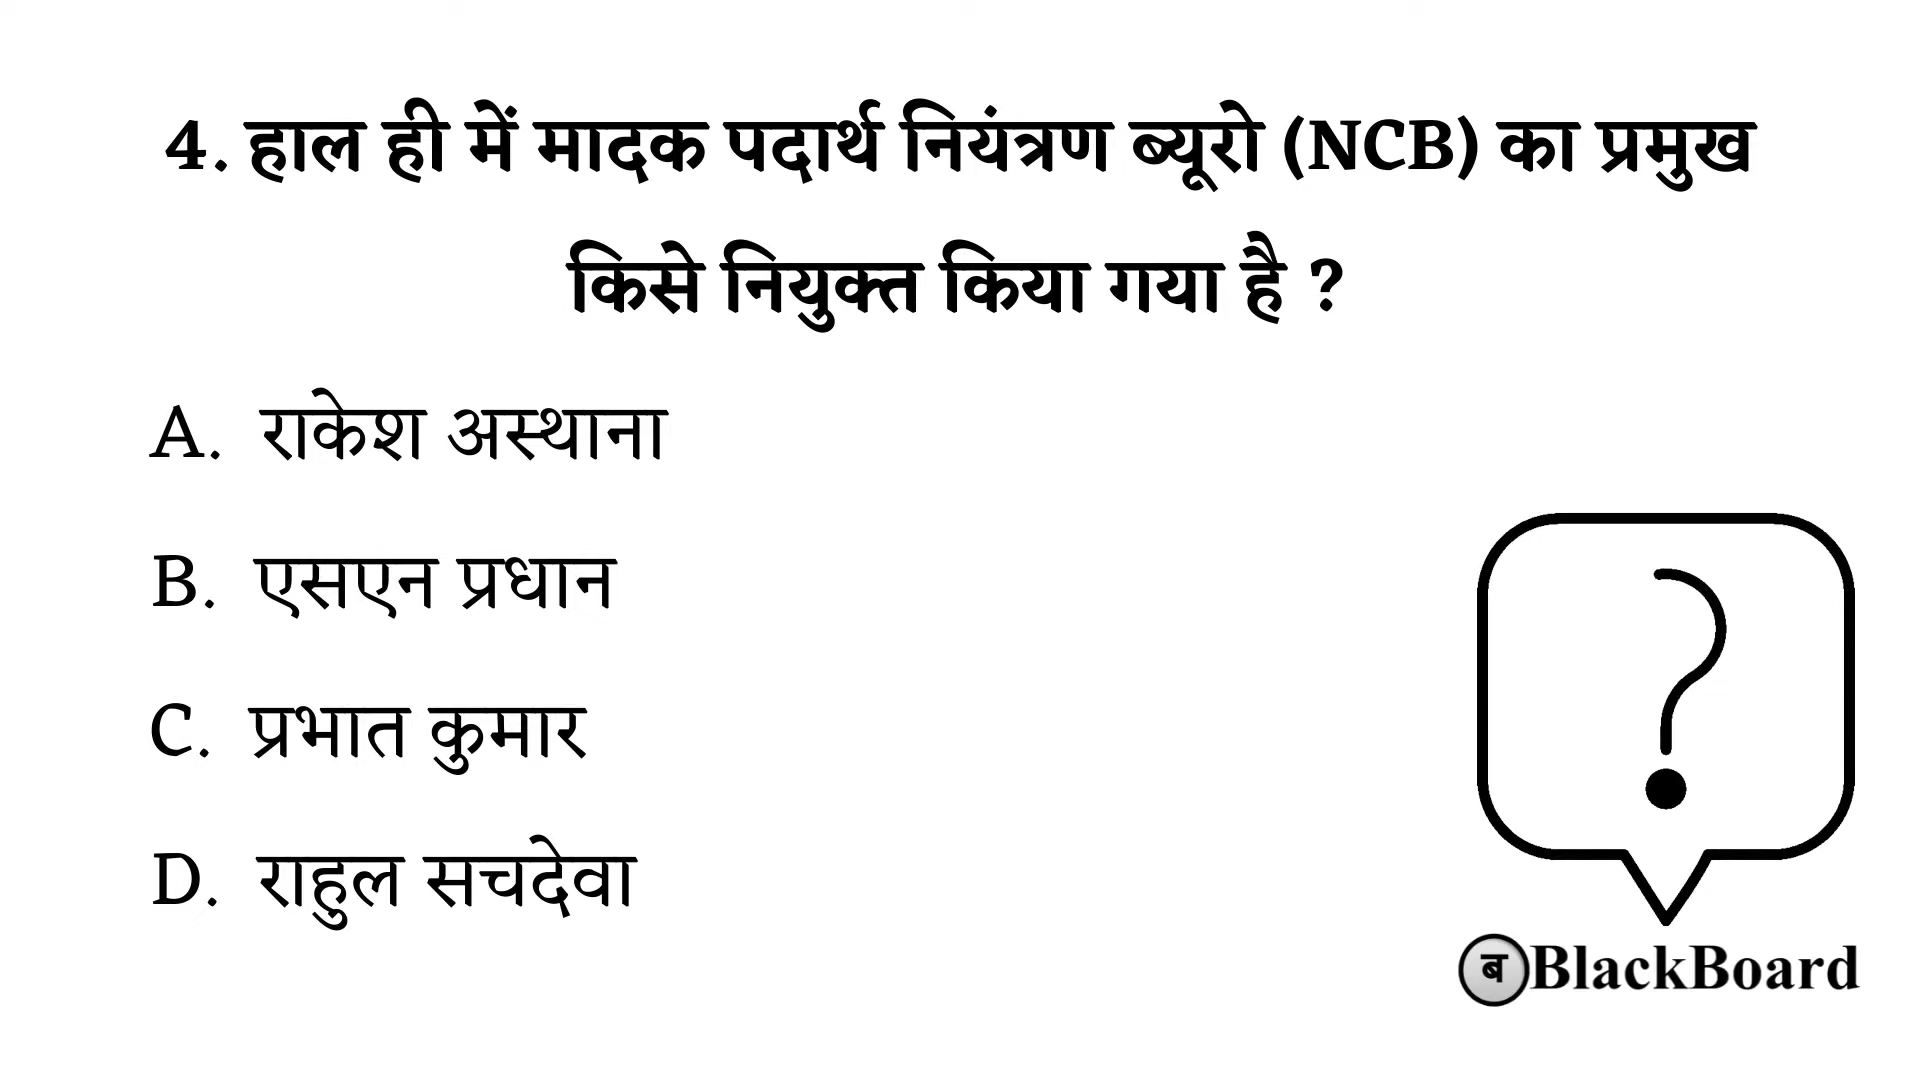 4. हाल ही में मादक पदार्थ नियंत्रण ब्यूरो (NCB) का प्रमुख
किसे नियुक्त किया गया है ?
A. राकेश अस्थाना
B. एसएन प्रधान
C. प्रभात कुमार
D. राहुल सचदेवा
?
ब BlackBoard